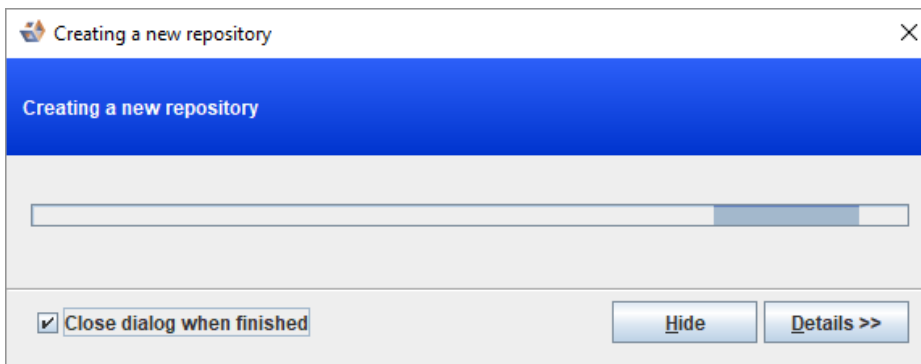 Creating a new repository
Creating a new repository
Close dialog when finished
Hide
Details >>